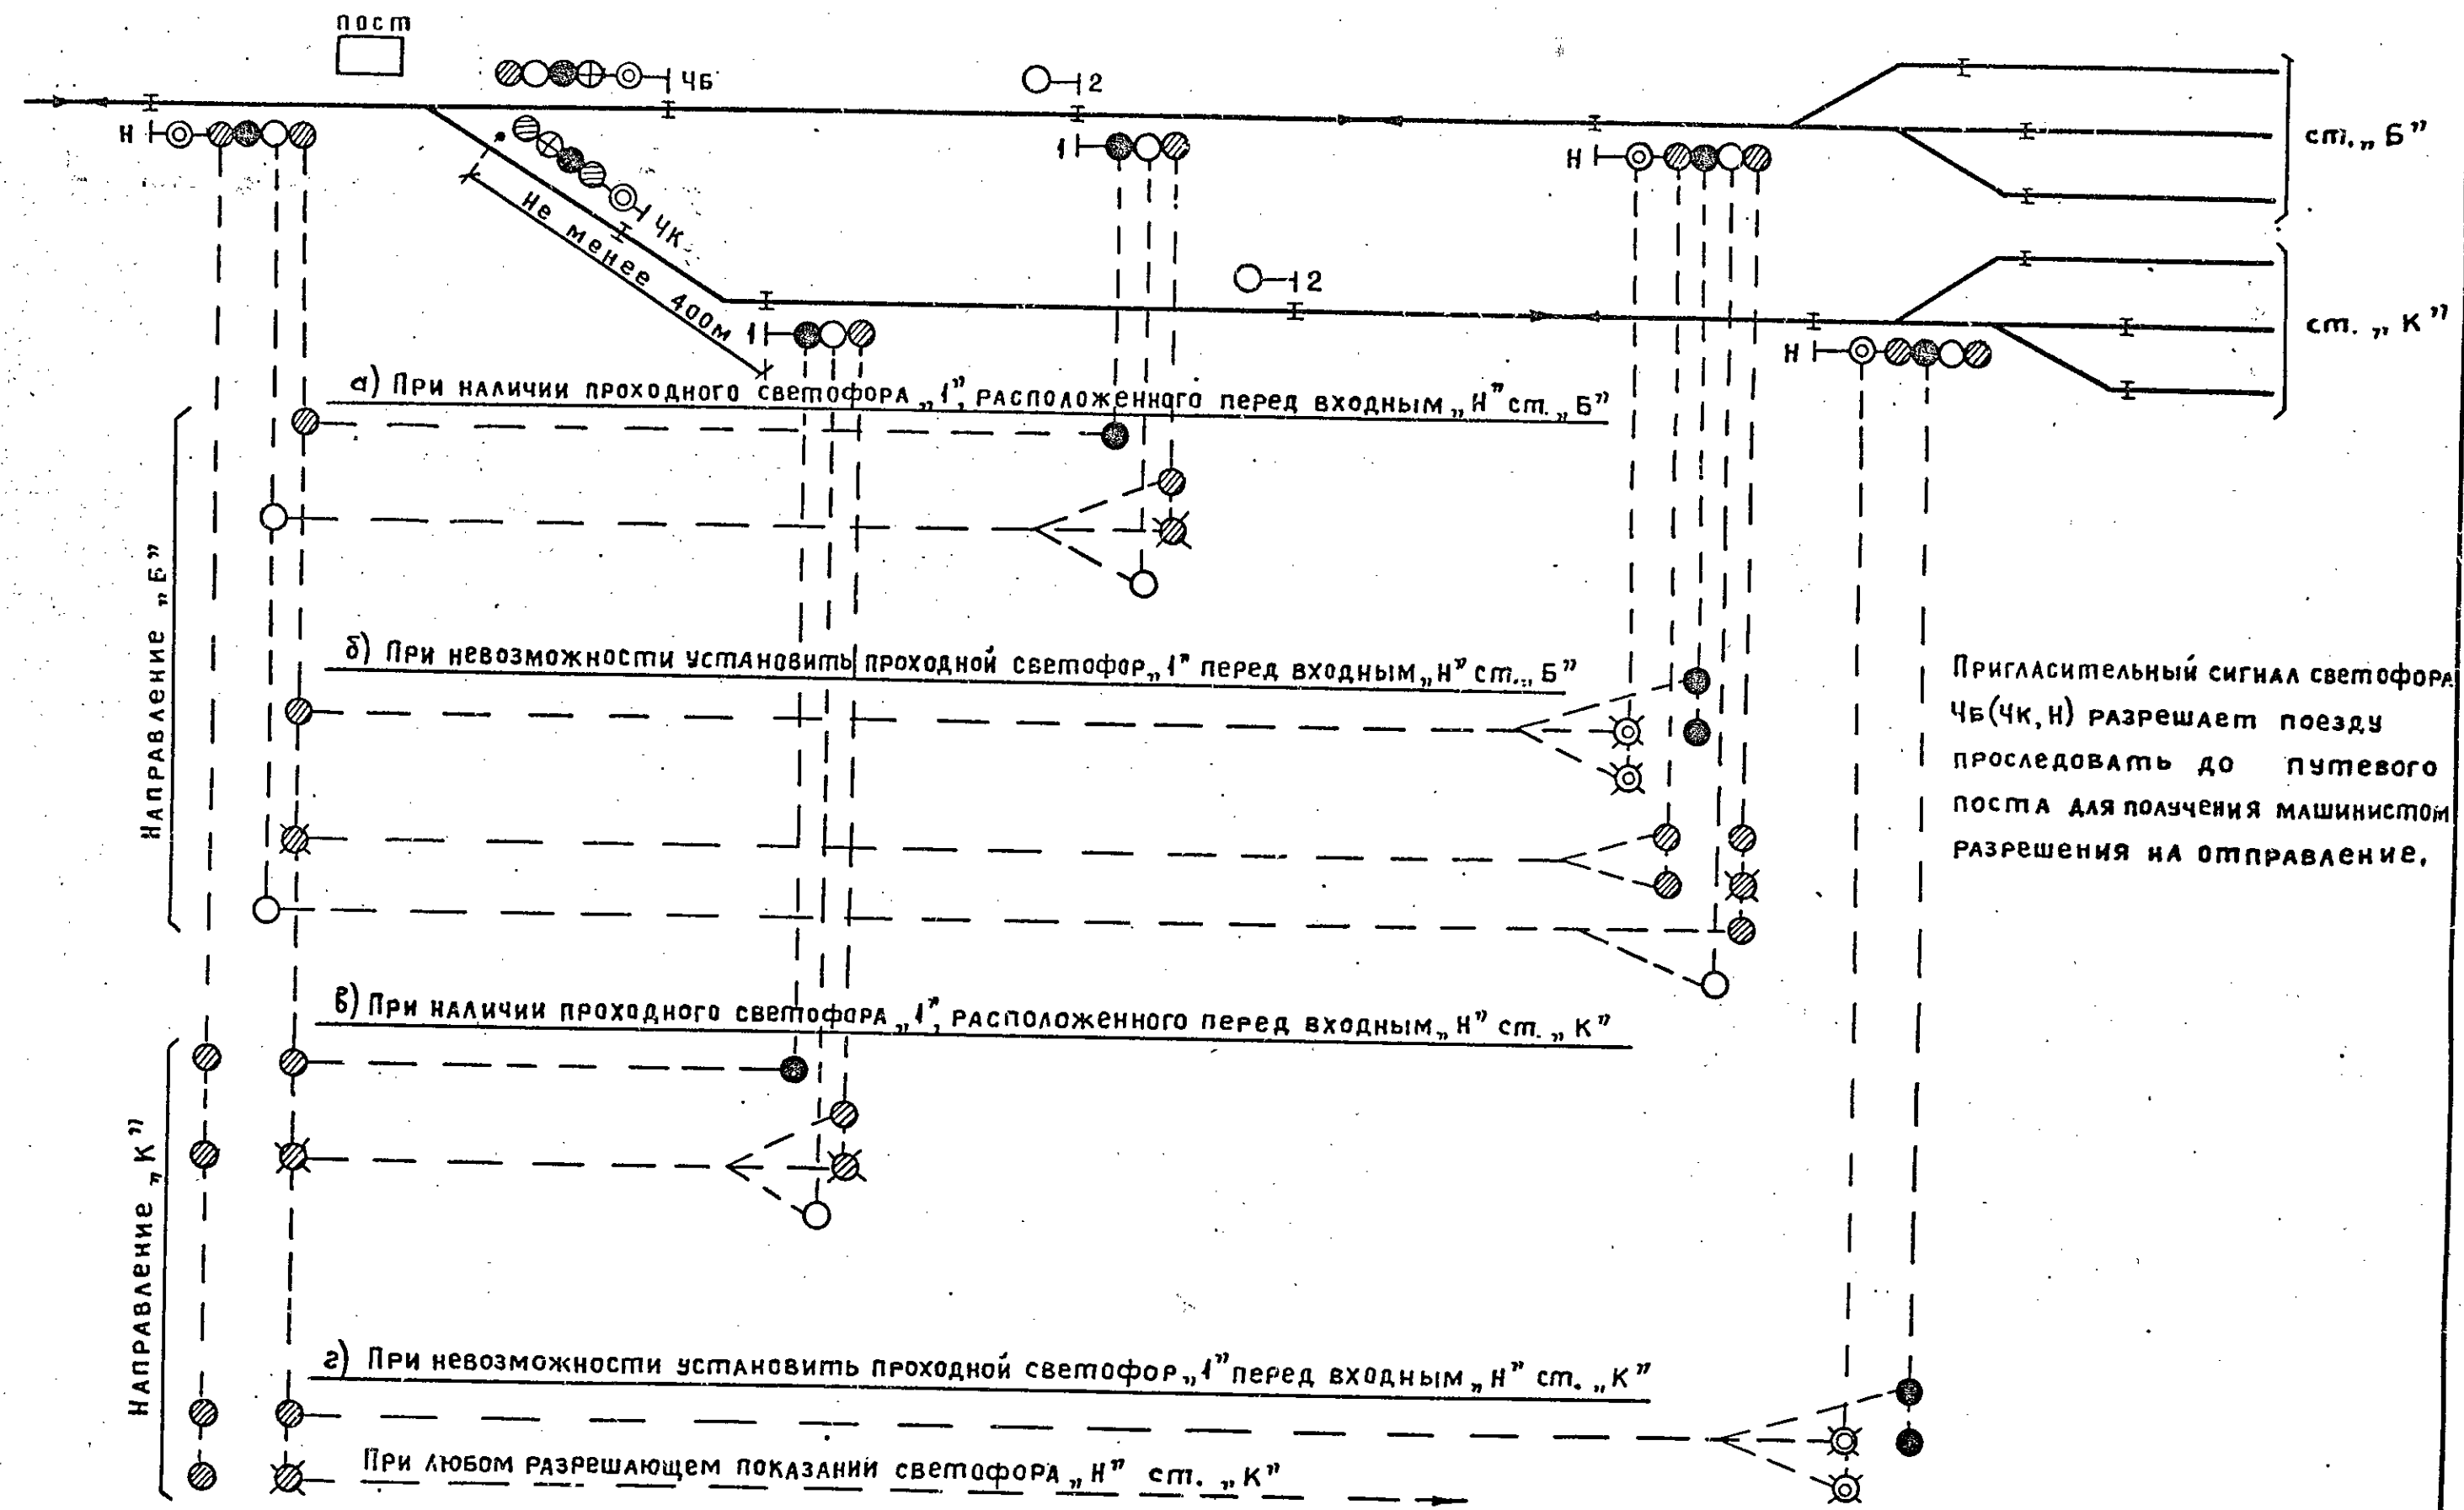 пост
ЧБ
2
Н
1
Н
ст. „Б”
ЧК
Не менее 400м
2
1
Н
ст. „К”
а) При наличии проходного светофора „1”, расположенного перед входным „Н” ст. „Б”
Направление „Б”
б) При невозможности установить проходной светофор „1” перед входным „Н” ст. „Б”
Пригласительный сигнал светофора
ЧБ(ЧК, Н) разрешает поезду
проследовать до путевого
поста для получения машинистом
разрешения на отправление.
в) При наличии проходного светофора „1”, расположенного перед входным „Н” ст. „К”
Направление „К”
г) При невозможности установить проходной светофор „1” перед входным „Н” ст. „К”
При любом разрешающем показании светофора „Н” ст. „К”